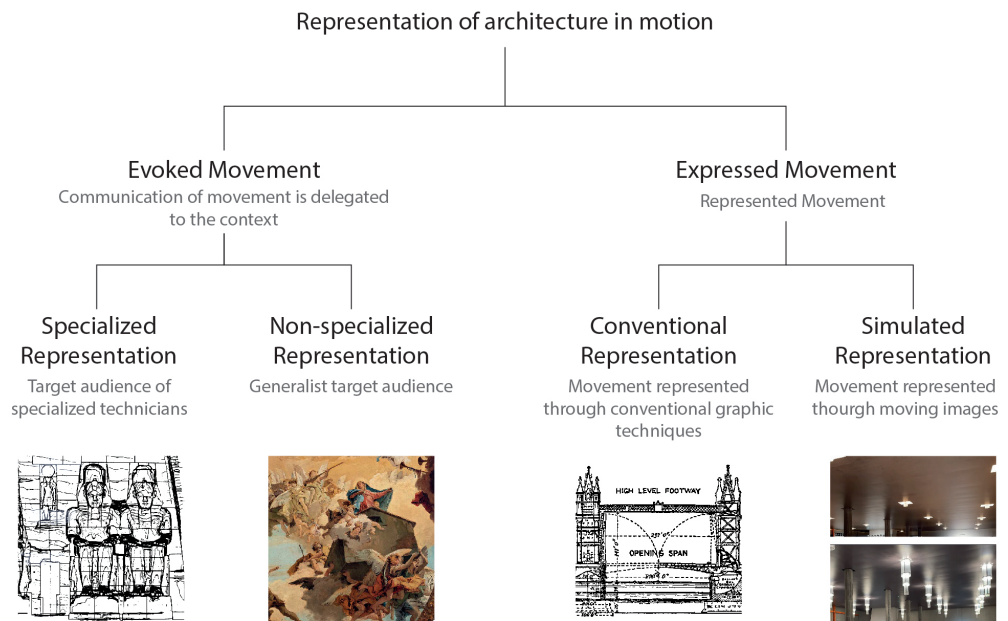 Representation of architecture in motion
Evoked Movement
Communication of movement is delegated
to the context
Expressed Movement
Represented Movement
Specialized
Representation
Target audience of
specialized technicians
Non-specialized
Representation
Generalist target audience
Conventional
Representation
Movement represented
through conventional graphic
techniques
Simulated
Representation
Movement represented
thourgh moving images
HIGH LEVEL FOOTWAY
OPENING SPAN